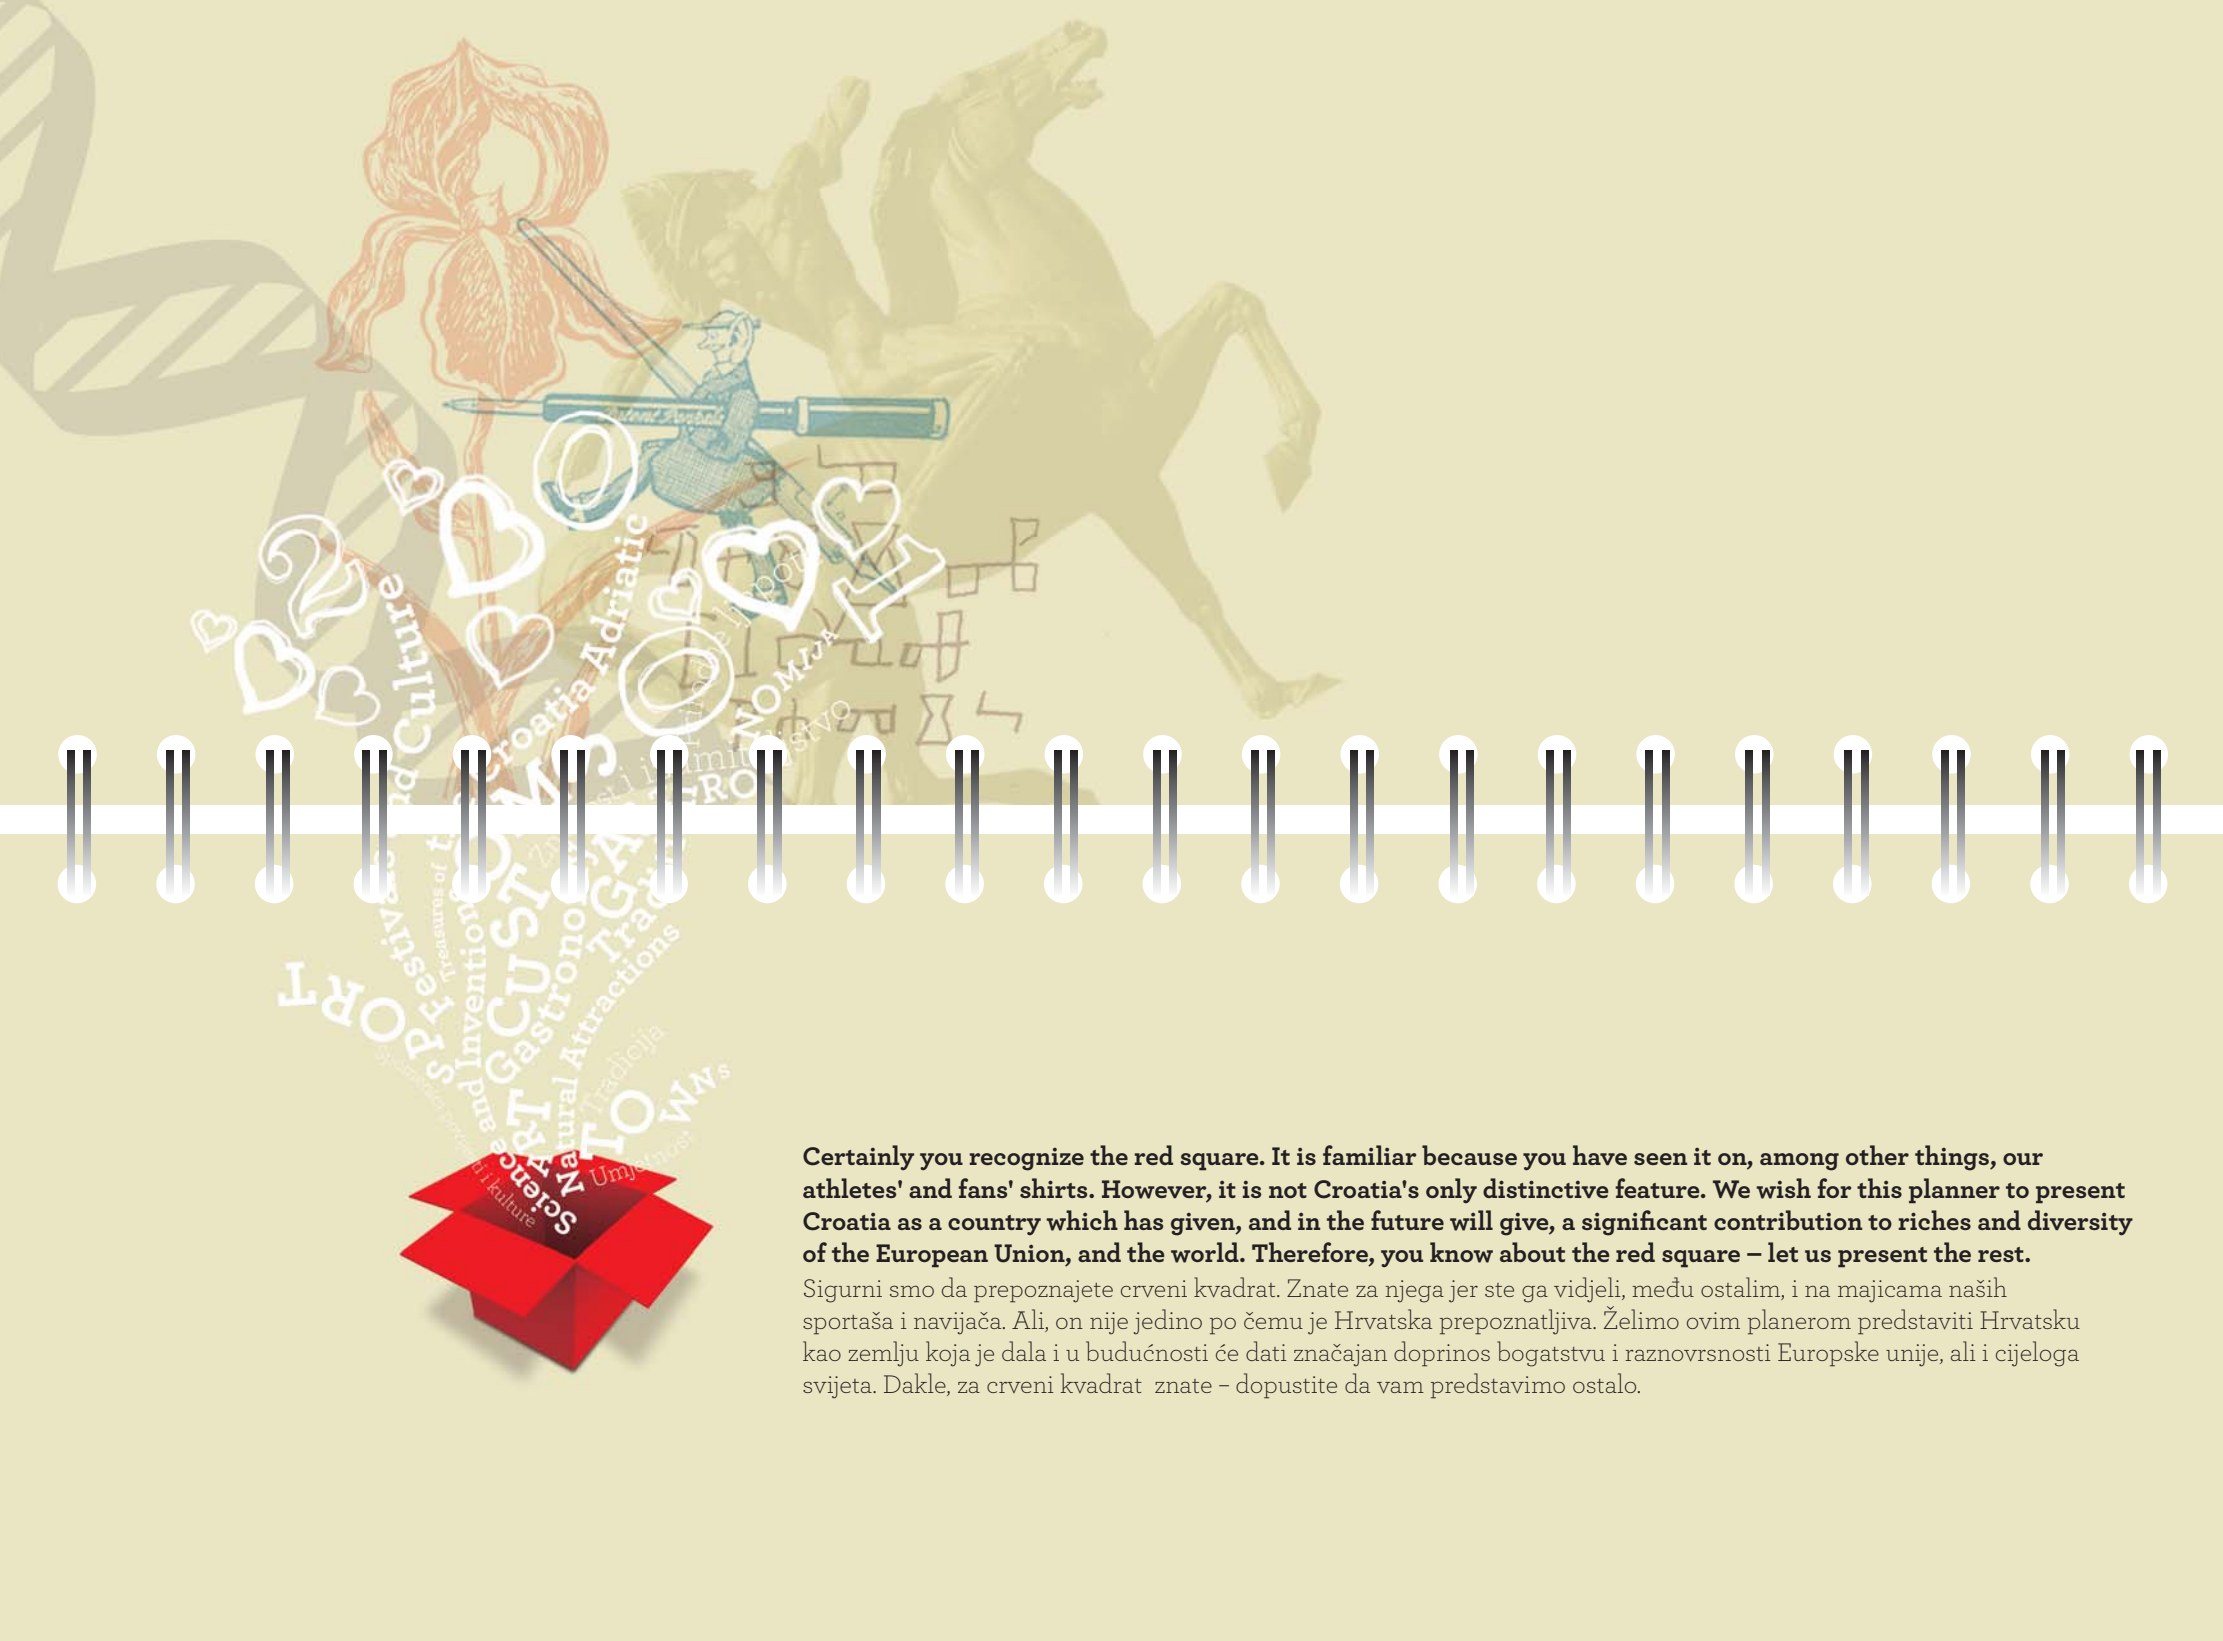 2
0
0
1
Culture
Croatia Adriatic
NOMIJA
Treasures of
and Inventions
CUSTOMS
Gastronomy
Natural Attractions
SPORT
Tradicija
ART
TOWNs
Science
Umjetnost
i kulture
Certainly you recognize the red square. It is familiar because you have seen it on, among other things, our
athletes' and fans' shirts. However, it is not Croatia's only distinctive feature. We wish for this planner to present
Croatia as a country which has given, and in the future will give, a significant contribution to riches and diversity
of the European Union, and the world. Therefore, you know about the red square – let us present the rest.
Sigurni smo da prepoznajete crveni kvadrat. Znate za njega jer ste ga vidjeli, među ostalim, i na majicama naših
sportaša i navijača. Ali, on nije jedino po čemu je Hrvatska prepoznatljiva. Želimo ovim planerom predstaviti Hrvatsku
kao zemlju koja je dala i u budućnosti će dati značajan doprinos bogatstvu i raznovrsnosti Europske unije, ali i cijeloga
svijeta. Dakle, za crveni kvadrat znate – dopustite da vam predstavimo ostalo.